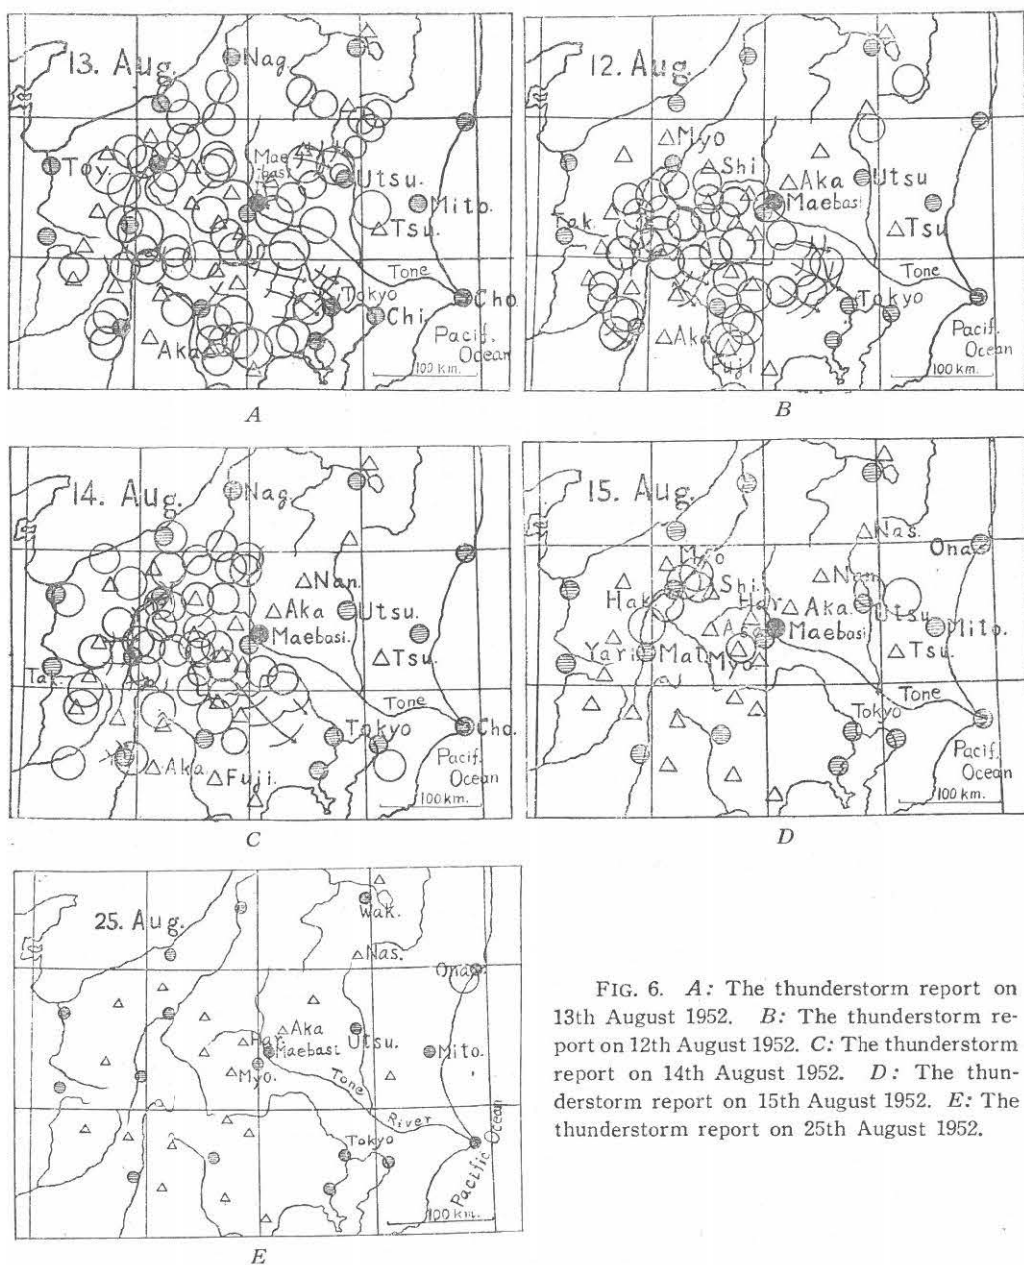 13. Aug.
Nag.
Toy.
Maebasi
Utsu.
Mito.
Tsu.
Tokyo
Cho.
Chi.
Aka
Pacif.
Ocean
100 km.
A
12. Aug.
Myo
Shi
Aka
Utsu
Maebasi
Tak.
Tsu
Tone
Tokyo
Aka
Fuji
Pacif.
Ocean
100 km.
B
14. Aug.
Nag.
Nan.
Aka
Utsu.
Maebasi.
Tsu.
Tak.
Tone
Tokyo
Cho.
Aka
Fuji.
Pacif.
Ocean
100 km.
C
15. Aug.
Nas.
Ona
Myo
Shi.
Nan.
Hak.
Har.
Aka.
Utsu.
Maebasi
Mito.
Asa
Yari
Mat.
Myo
Tsu.
Tone
Tokyo
Pacif.
Ocean
100 km.
D
25. Aug.
Wak.
Nas.
Ona.
Aka
Har.
Maebasi
Utsu.
Mito.
Myo.
Tone
River
Tokyo
Pacific Ocean
100 km.
E
FIG. 6. A: The thunderstorm report on
13th August 1952. B: The thunderstorm re-
port on 12th August 1952. C: The thunderstorm
report on 14th August 1952. D: The thun-
derstorm report on 15th August 1952. E: The
thunderstorm report on 25th August 1952.